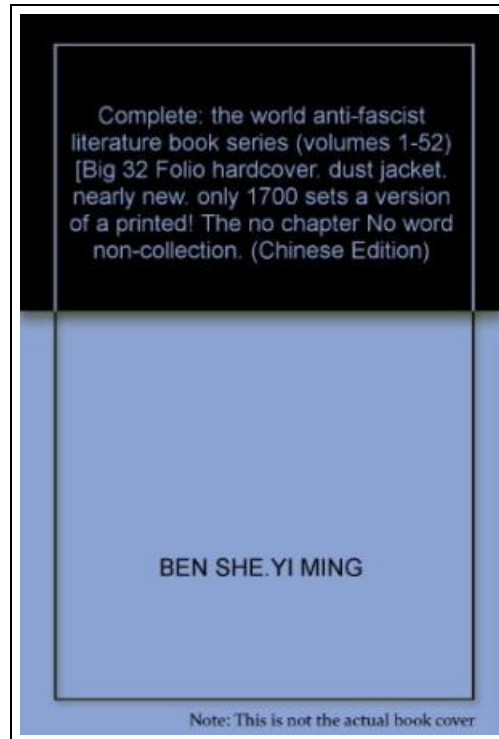 Complete: the world anti-fascist
literature book series (volumes 1-52)
[Big 32 Folio hardcover. dust jacket.
nearly new. only 1700 sets a version
of a printed! The no chapter No word
non-collection. (Chinese Edition)
BEN SHE.YI MING
Note: This is not the actual book cover